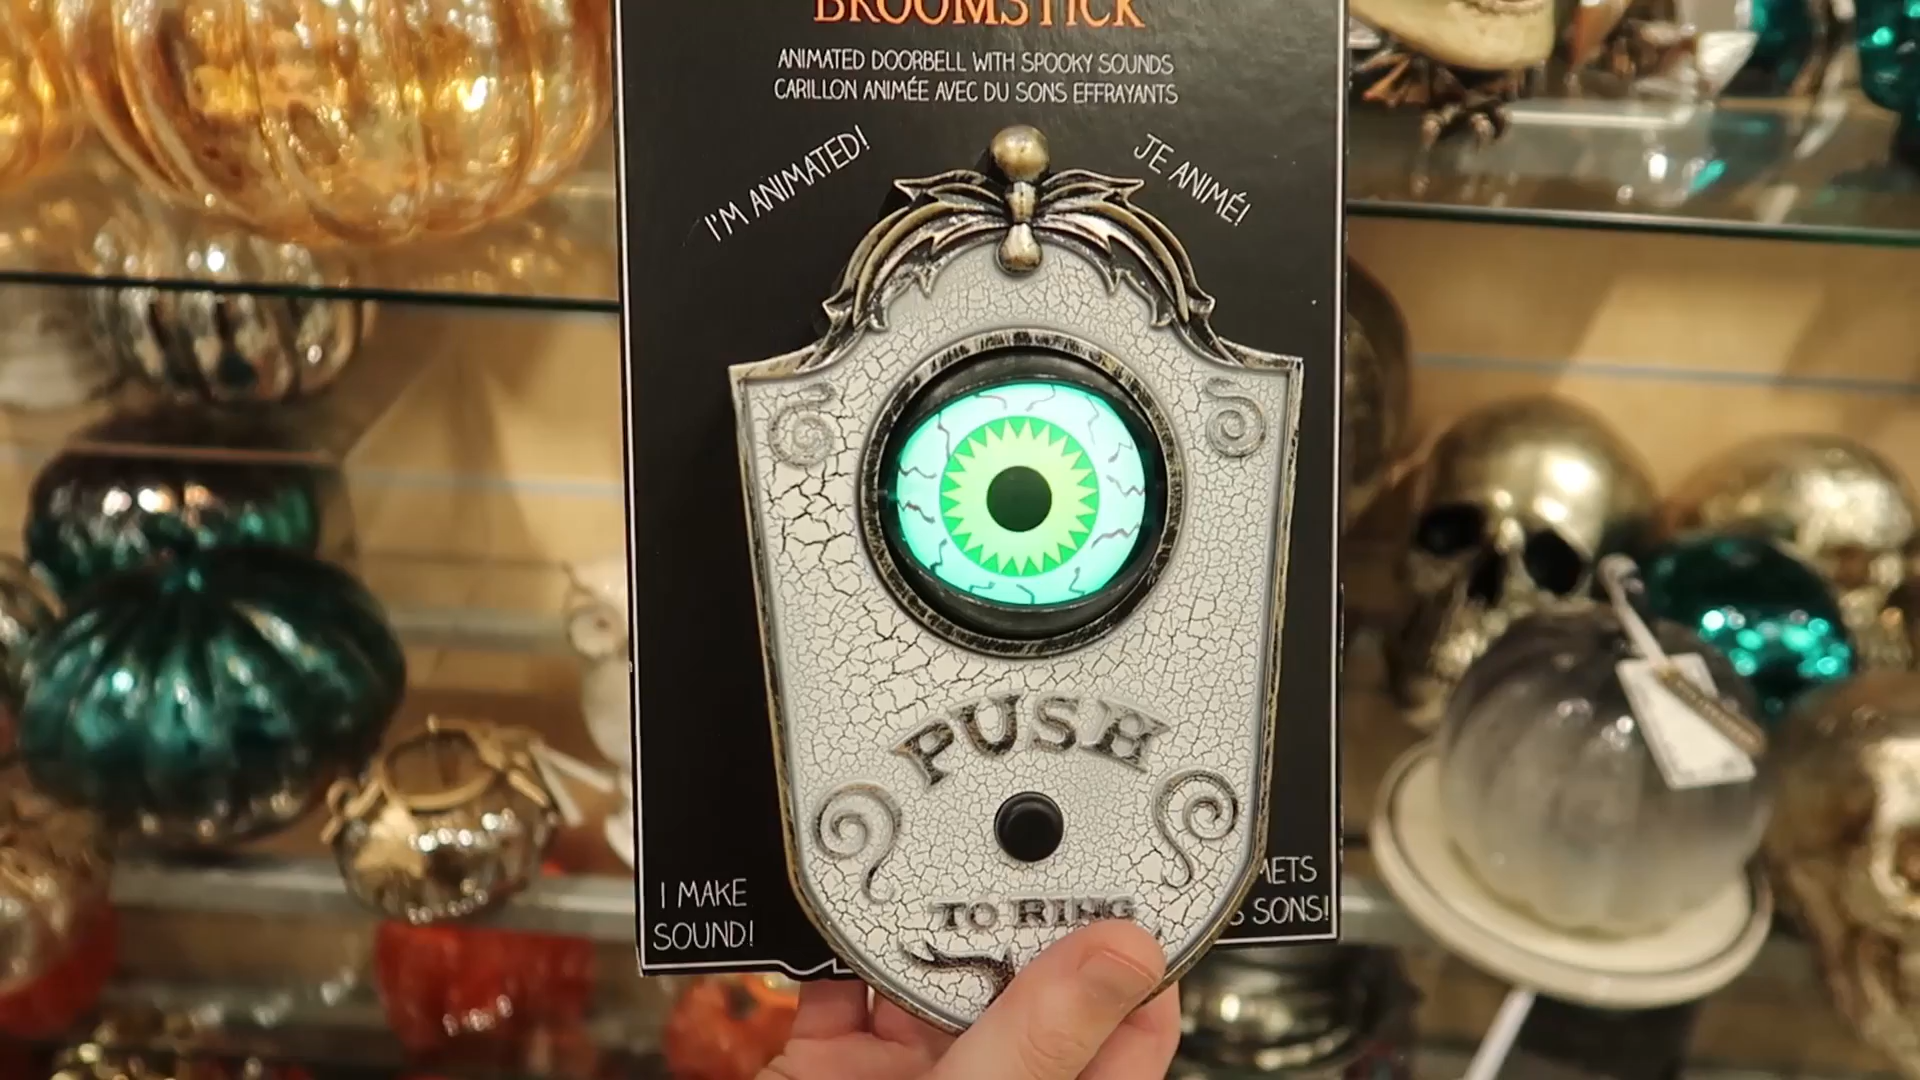 BROOMSTICK
ANIMATED DOORBELL WITH SPOOKY SOUNDS
CARILLON ANIMÉE AVEC DU SONS EFFRAYANTS
I'M ANIMATED!
JE ANIMÉ!
PUSH
TO RING
I MAKE
SOUND!
METS
SONS!